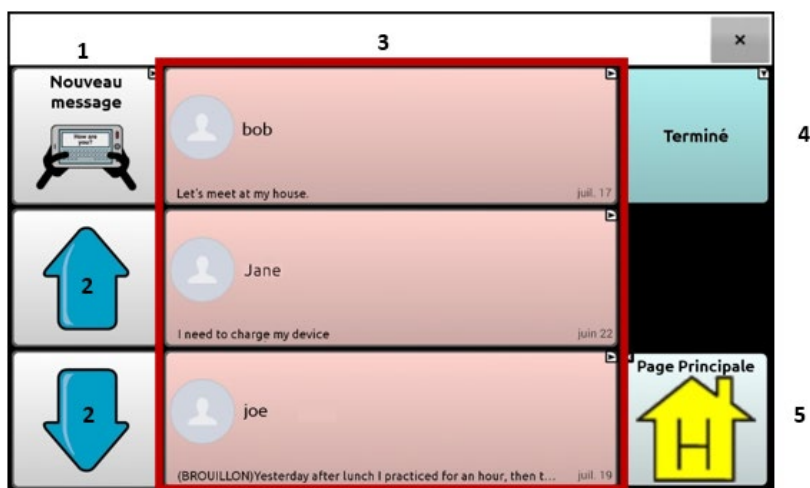 1
3
×
Nouveau
message
How are
you?
bob
Let's meet at my house.
juil. 17
Terminé
4
2
Jane
I need to charge my device
juin 22
2
joe
(BROUILLON)Yesterday after lunch I practiced for an hour, then t...
juil. 19
Page Principale
H
5